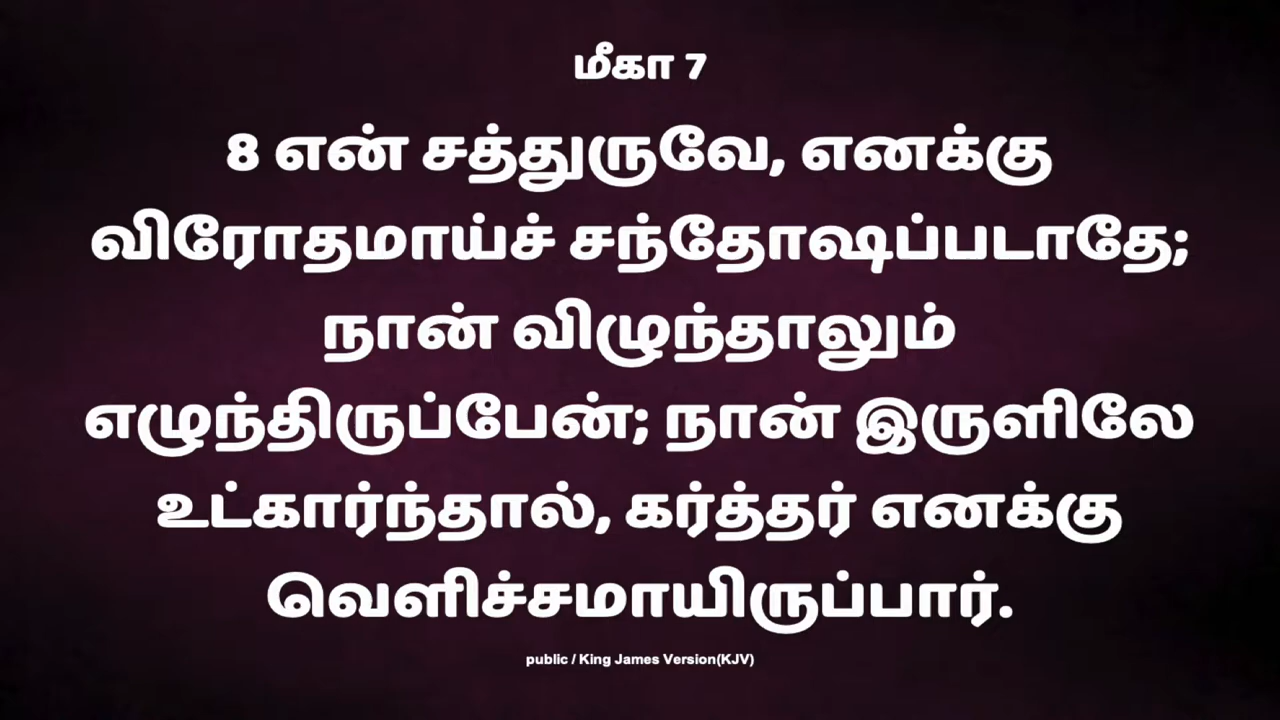 மீகா 7
8 என் சத்துருவே, எனக்கு
விரோதமாய்ச் சந்தோஷப்படாதே;
நான் விழுந்தாலும்
எழுந்திருப்பேன்; நான் இருளிலே
உட்கார்ந்தால், கர்த்தர் எனக்கு
வெளிச்சமாயிருப்பார்.
public / King James Version(KJV)